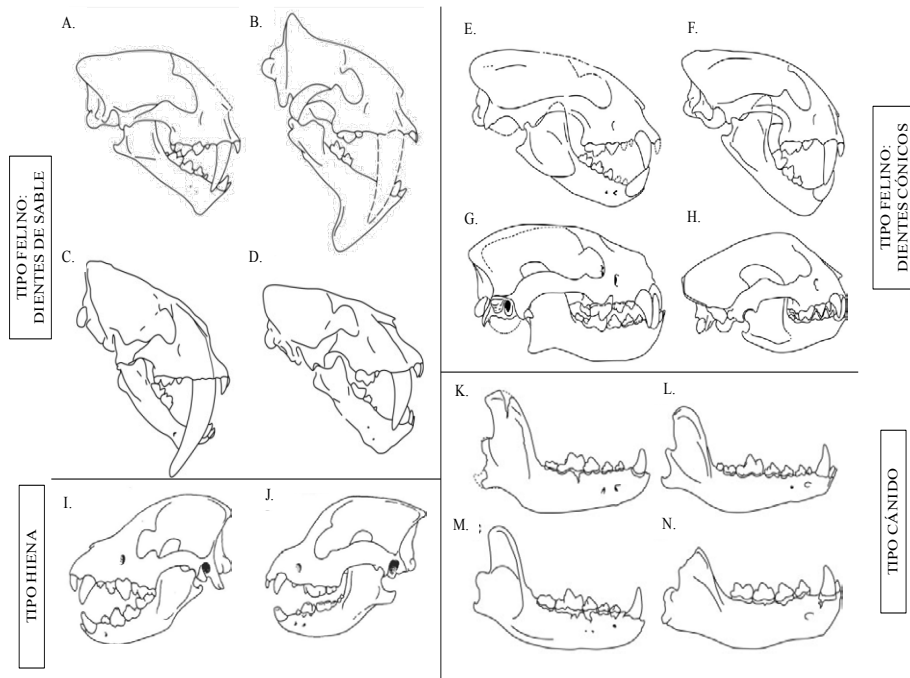 A.
B.
C.
D.
TIPO FELINO:
DIENTES DE SABLE
E.
F.
G.
H.
TIPO FELINO:
DIENTES CÓNICOS
I.
J.
TIPO HIENA
K.
L.
M.
N.
TIPO CÁNIDO